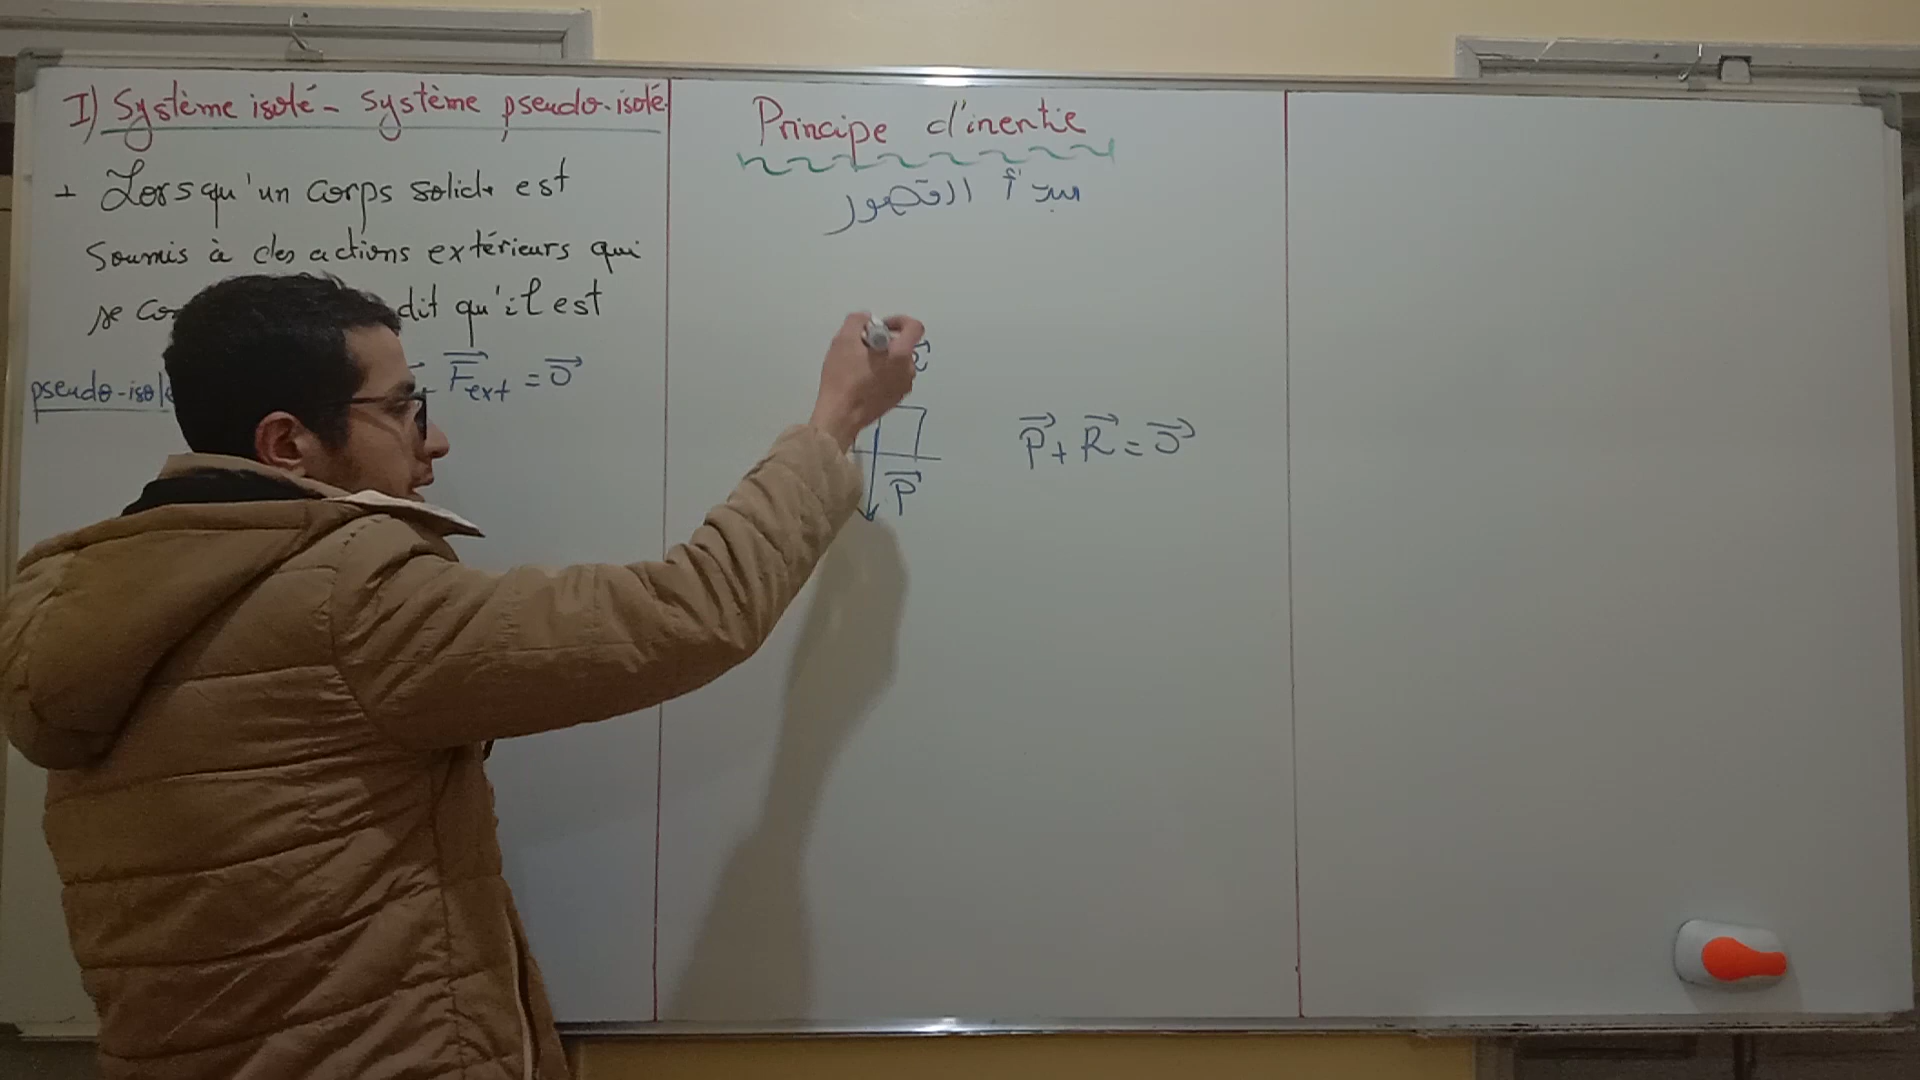 I) Système isolé - Système pseudo-isolé
+ Lorsqu'un corps solide est
soumis à des actions extérieurs qui
se dit qu'il est
pseudo-isolé F⃗ext = 0⃗
Principe d'inertie
مبدأ القصور
R⃗
P⃗
P⃗ + R⃗ = 0⃗